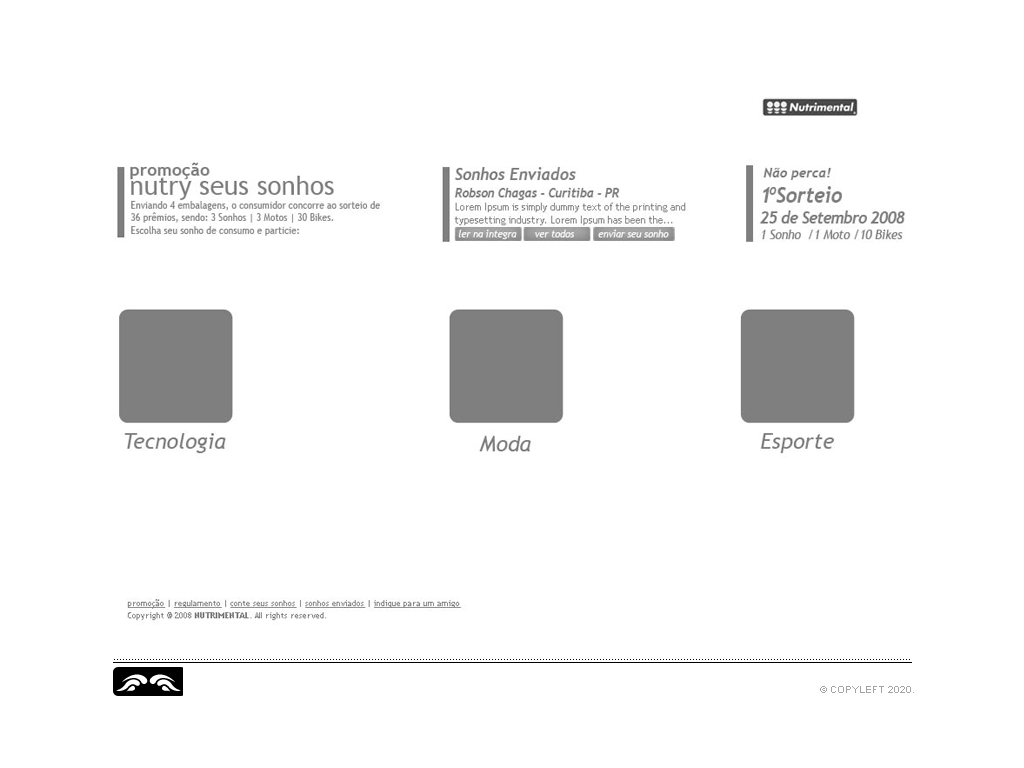 Nutrimental
promoção
nutry seus sonhos
Enviando 4 embalagens, o consumidor concorre ao sorteio de
36 prêmios, sendo: 3 Sonhos | 3 Motos | 30 Bikes.
Escolha seu sonho de consumo e particie:
Sonhos Enviados
Robson Chagas - Curitiba - PR
Lorem Ipsum is simply dummy text of the printing and
typesetting industry. Lorem Ipsum has been the...
ler na integra ver todos enviar seu sonho
Não perca!
1ºSorteio
25 de Setembro 2008
1 Sonho / 1 Moto / 10 Bikes
Tecnologia
Moda
Esporte
promoção | regulamento | conte seus sonhos | sonhos enviados | indique para um amigo
Copyright © 2008 NUTRIMENTAL. All rights reserved.
© COPYLEFT 2020.